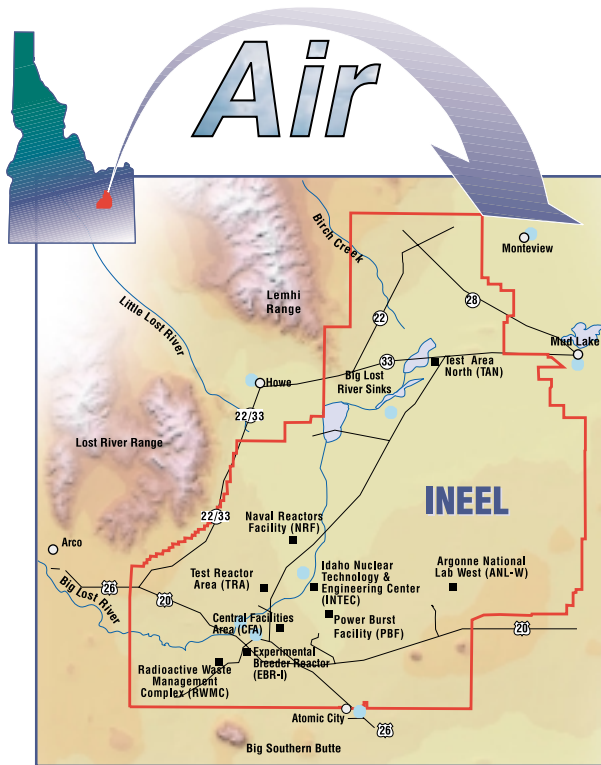 Air
Birch Creek
Monteview
Lemhi
Range
28
22
Little Lost River
Mud Lake
33
Test Area
North (TAN)
Big Lost
River Sinks
Howe
22/33
Lost River Range
INEEL
22/33
Naval Reactors
Facility (NRF)
Arco
Idaho Nuclear
Technology &
Engineering Center
(INTEC)
Argonne National
Lab West (ANL-W)
Test Reactor
Area (TRA)
26
Big Lost River
20
Central Facilities
Area (CFA)
Power Burst
Facility (PBF)
20
Experimental
Breeder Reactor
(EBR-I)
Radioactive Waste
Management
Complex (RWMC)
Atomic City
26
Big Southern Butte